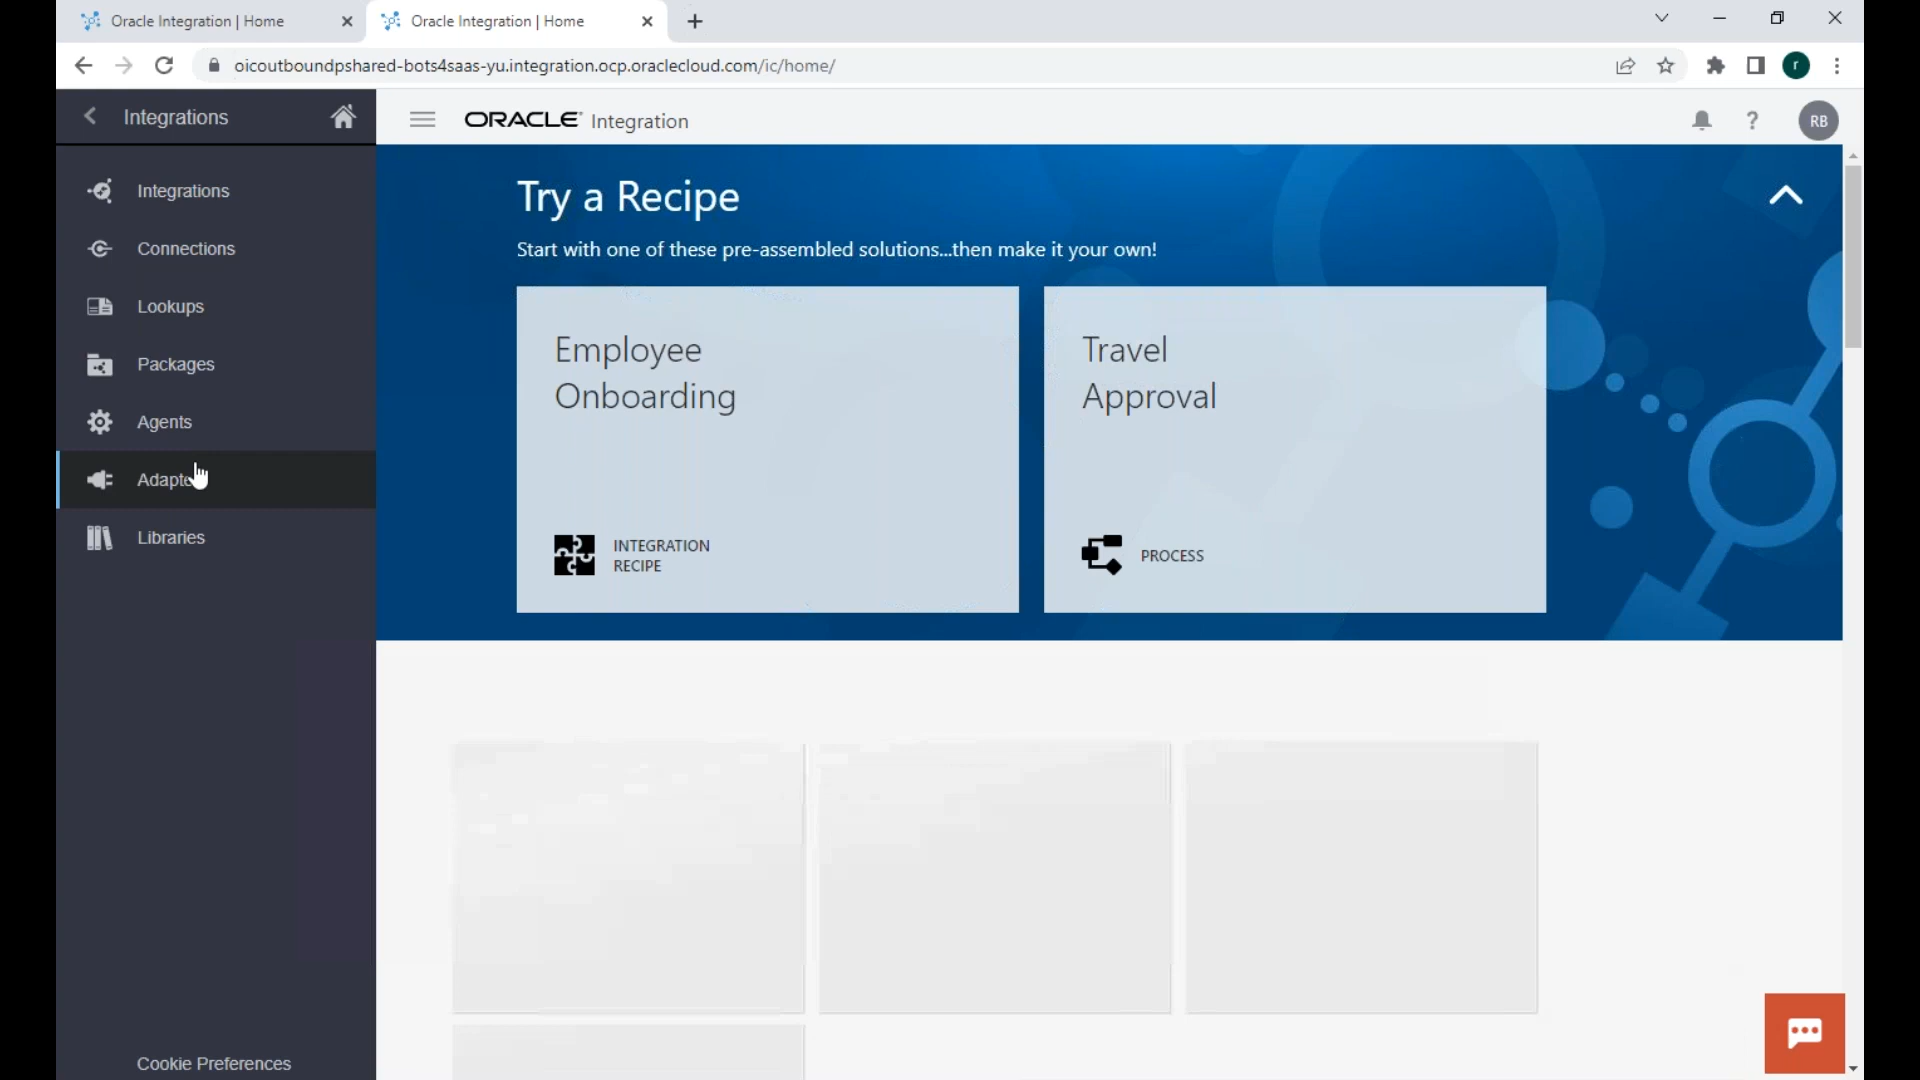 Oracle Integration | Home
Oracle Integration | Home
oicoutboundpshared-bots4saas-yu.integration.ocp.oraclecloud.com/ic/home/
r
Integrations
ORACLE Integration
?
RB
Integrations
Connections
Lookups
Packages
Agents
Libraries
Cookie Preferences
Try a Recipe
Start with one of these pre-assembled solutions...then make it your own!
Employee
Onboarding
INTEGRATION
RECIPE
Travel
Approval
PROCESS